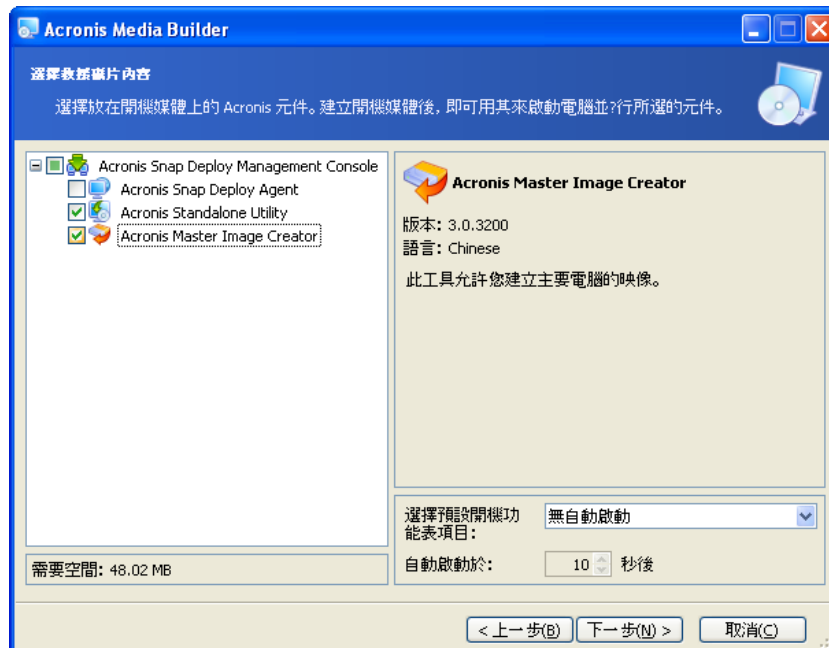 Acronis Media Builder
選擇救援碟片內容
選擇放在開機媒體上的 Acronis 元件。建立開機媒體後, 即可用其來啟動電腦並?行所選的元件。
Acronis Snap Deploy Management Console
Acronis Snap Deploy Agent
Acronis Standalone Utility
Acronis Master Image Creator
需要空間: 48.02 MB
Acronis Master Image Creator
版本: 3.0.3200
語言: Chinese
此工具允許您建立主要電腦的映像。
選擇預設開機功
能表項目:
無自動啟動
自動啟動於:
10
秒後
< 上一步(B)
下一步(N) >
取消(C)